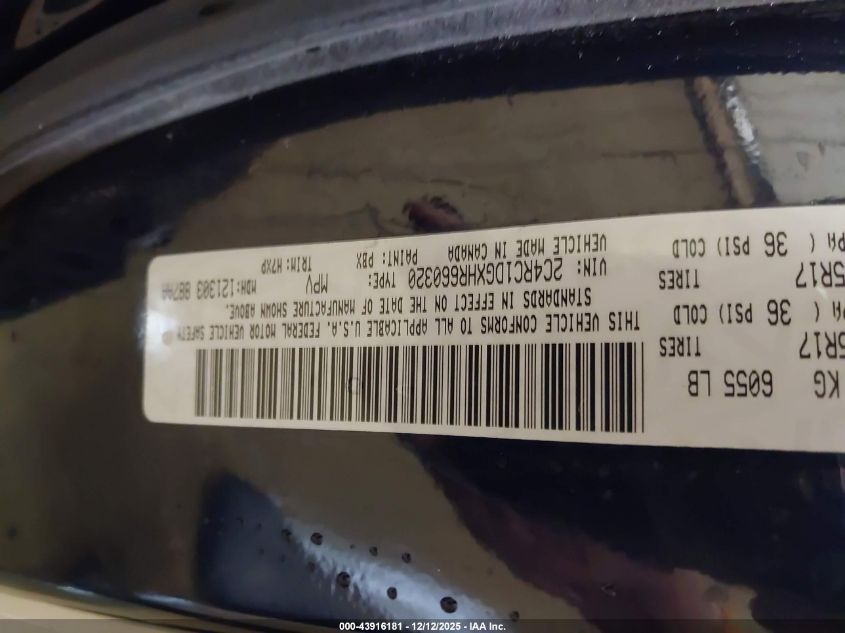 KG 6055 LB
5R17 TIRES
PA ( 36 PSI) COLD
5R17 TIRES
PA ( 36 PSI) COLD
THIS VEHICLE CONFORMS TO ALL APPLICABLE U.S.A. FEDERAL MOTOR VEHICLE SAFETY
STANDARDS IN EFFECT ON THE DATE OF MANUFACTURE SHOWN ABOVE.
VIN: 2C4RC1DGXHR660320 TYPE: MPV MDH:121303 887AA
VEHICLE MADE IN CANADA PAINT: PBX TRIM: H7XP
000-43916181 - 12/12/2025 - IAA Inc.